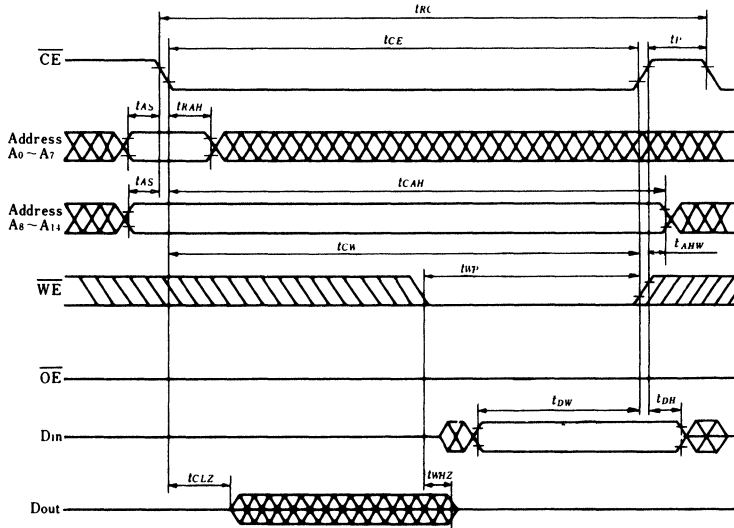 tRC
tCE
tP
CE
tAS
tRAH
Address
A0~A7
tAS
tCAH
Address
A8~A14
tCW
tAHW
tWP
WE
OE
tDW
tDH
Din
tCLZ
tWHZ
Dout